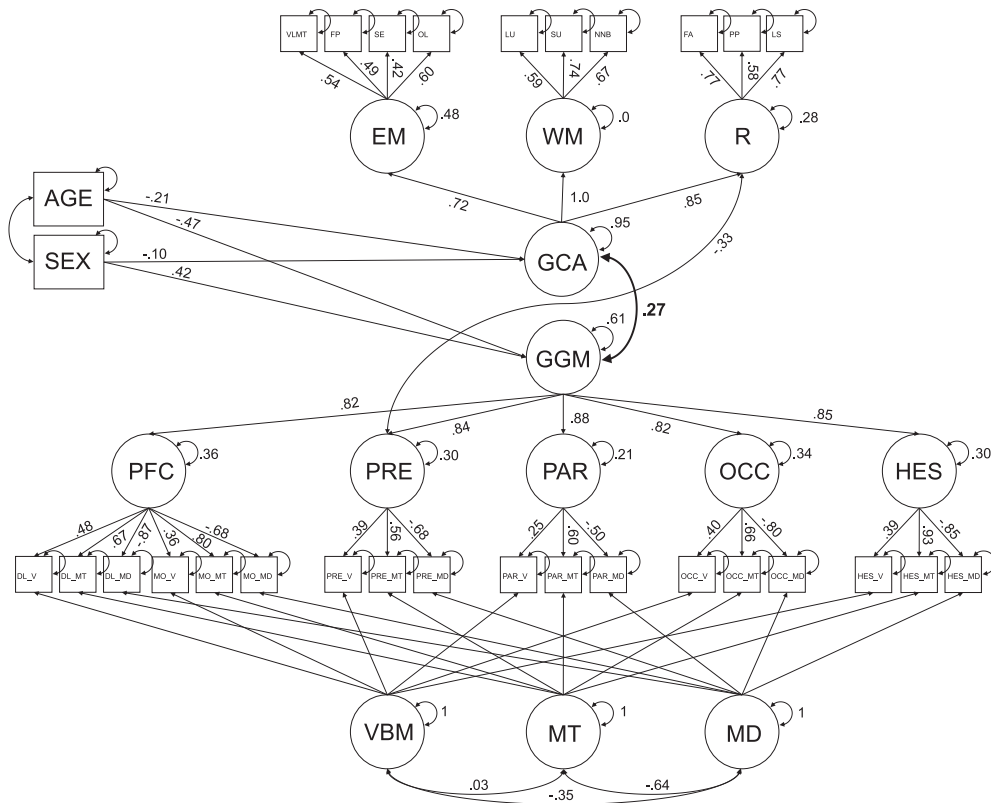 VLMT FP SE OL LU SU NNB FA PP LS
.54 .49 .42 .60 .59 .74 .67 .77 .58 .77
EM .48 WM .0 R .28
AGE -.21 .72 1.0 .85
-.47 .95 -.33
SEX -.10 GCA
.42
.27
.61
GGM
.82 .84 .88 .82 .85
PFC .36 PRE .30 PAR .21 OCC .34 HES .30
.48 .67 -.87 .36 .80 -.68 .39 .56 -.68 .25 .60 -.50 .40 .66 -.80 .39 .93 -.85
DL_V DL_MT DL_MD MO_V MO_MT MO_MD PRE_V PRE_MT PRE_MD PAR_V PAR_MT PAR_MD OCC_V OCC_MT OCC_MD HES_V HES_MT HES_MD
VBM 1 MT 1 MD 1
.03 -.64
-.35